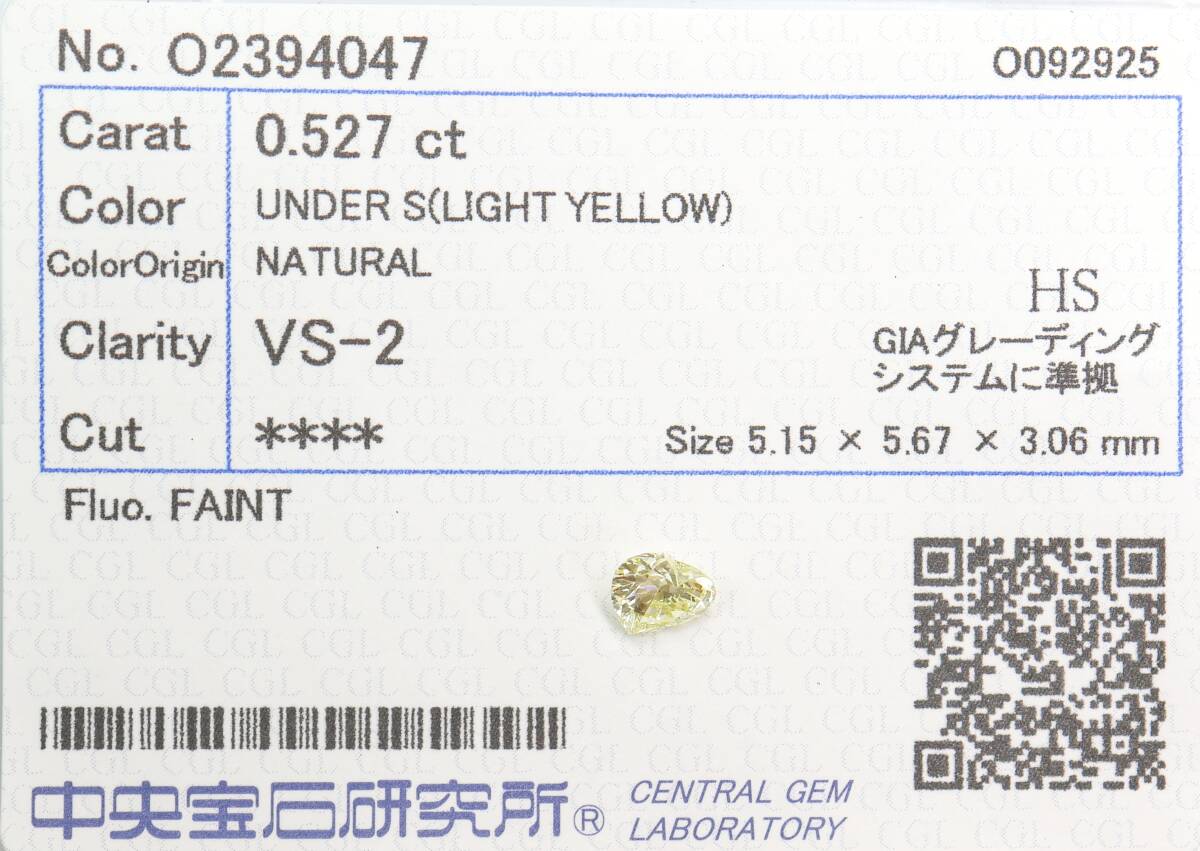 No. O2394047 O092925
Carat 0.527 ct
Color UNDER S(LIGHT YELLOW)
ColorOrigin NATURAL
HS
Clarity VS-2 GIAグレーディング
システムに準拠
Cut **** Size 5.15 × 5.67 × 3.06 mm
Fluo. FAINT
中央宝石研究所® CENTRAL GEM
LABORATORY